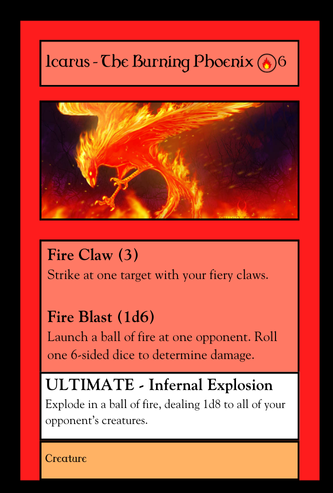 Icarus - The Burning Phoenix 6
Fire Claw (3)
Strike at one target with your fiery claws.
Fire Blast (1d6)
Launch a ball of fire at one opponent. Roll
one 6-sided dice to determine damage.
ULTIMATE - Infernal Explosion
Explode in a ball of fire, dealing 1d8 to all of your
opponent's creatures.
Creature